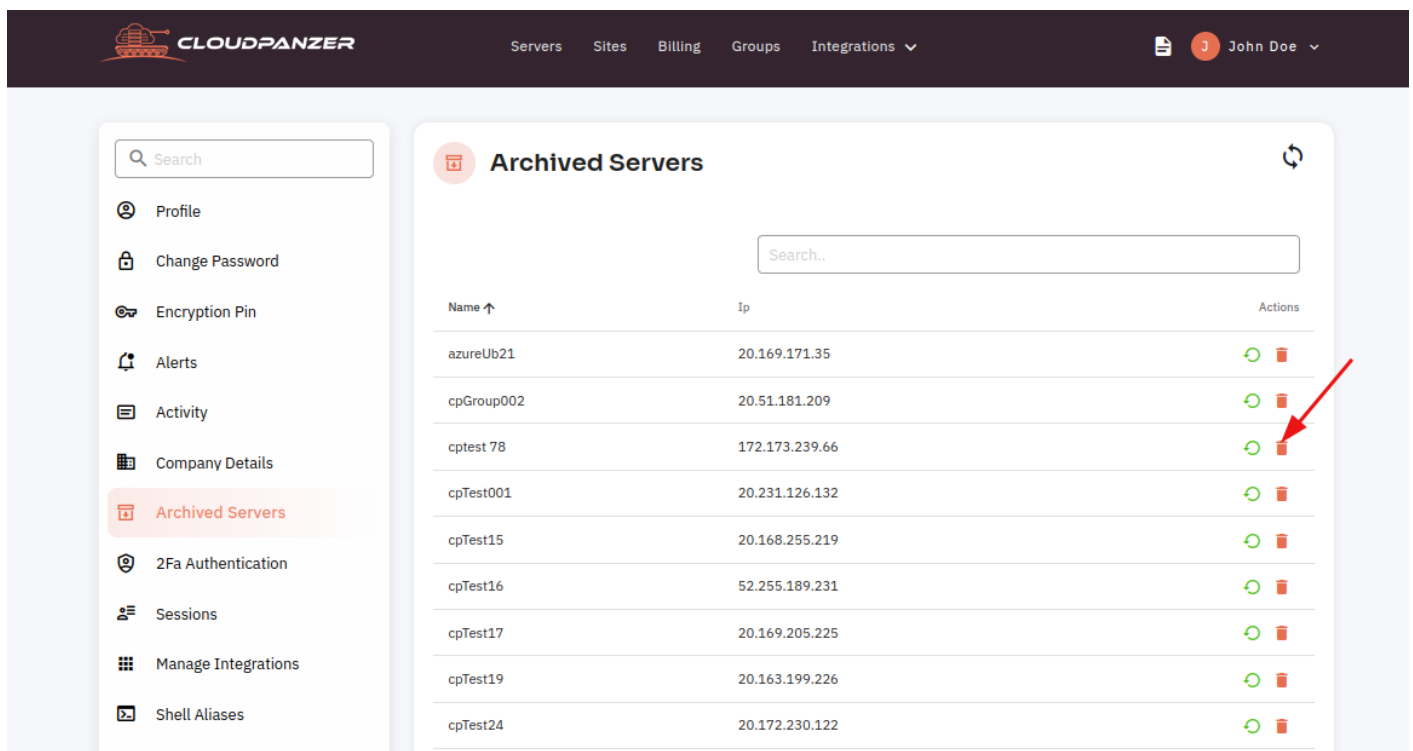 CLOUDPANZER
Servers Sites Billing Groups Integrations
J John Doe
Search
Profile
Change Password
Encryption Pin
Alerts
Activity
Company Details
Archived Servers
2Fa Authentication
Sessions
Manage Integrations
Shell Aliases
Archived Servers
Search..
Name Ip Actions
azureUb21 20.169.171.35
cpGroup002 20.51.181.209
cptest 78 172.173.239.66
cpTest001 20.231.126.132
cpTest15 20.168.255.219
cpTest16 52.255.189.231
cpTest17 20.169.205.225
cpTest19 20.163.199.226
cpTest24 20.172.230.122